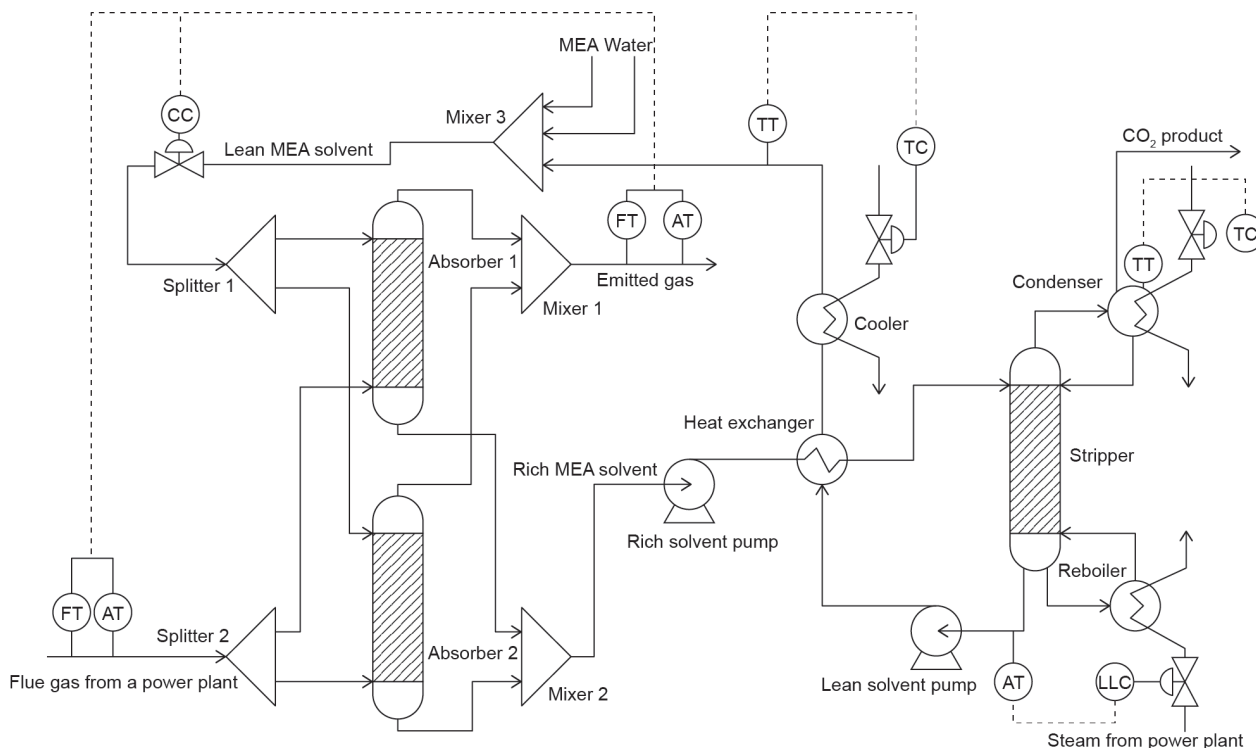 MEA Water
CC
Mixer 3
TT
TC
CO₂ product
Lean MEA solvent
FT
AT
TC
TT
Splitter 1
Absorber 1
Mixer 1
Emitted gas
Condenser
Cooler
Heat exchanger
Rich MEA solvent
Stripper
Rich solvent pump
Reboiler
FT
AT
Splitter 2
Absorber 2
Mixer 2
Flue gas from a power plant
Lean solvent pump
AT
LLC
Steam from power plant